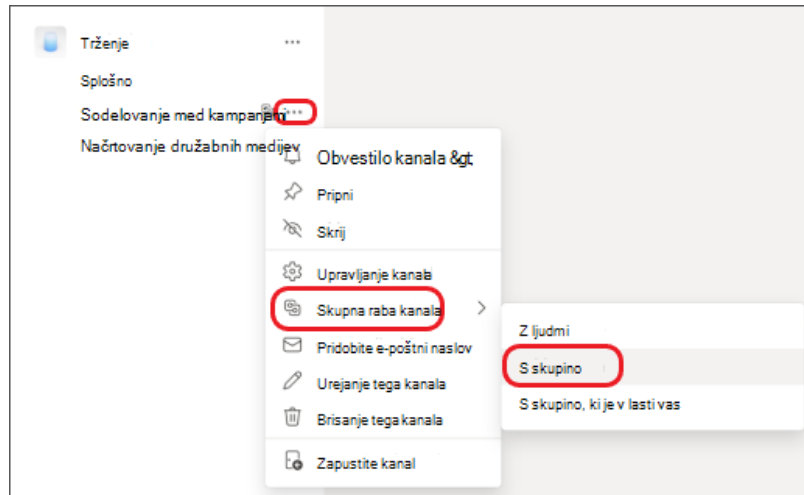 Trženje
Splošno
Sodelovanje med kampanjami
Načrtovanje družabnih medijev
Obvestilo kanala &gt;
Pripni
Skrij
Upravljanje kanala
Skupna raba kanala
Z ljudmi
Pridobite e-poštni naslov
S skupino
Urejanje tega kanala
S skupino, ki je v lasti vas
Brisanje tega kanala
Zapustite kanal